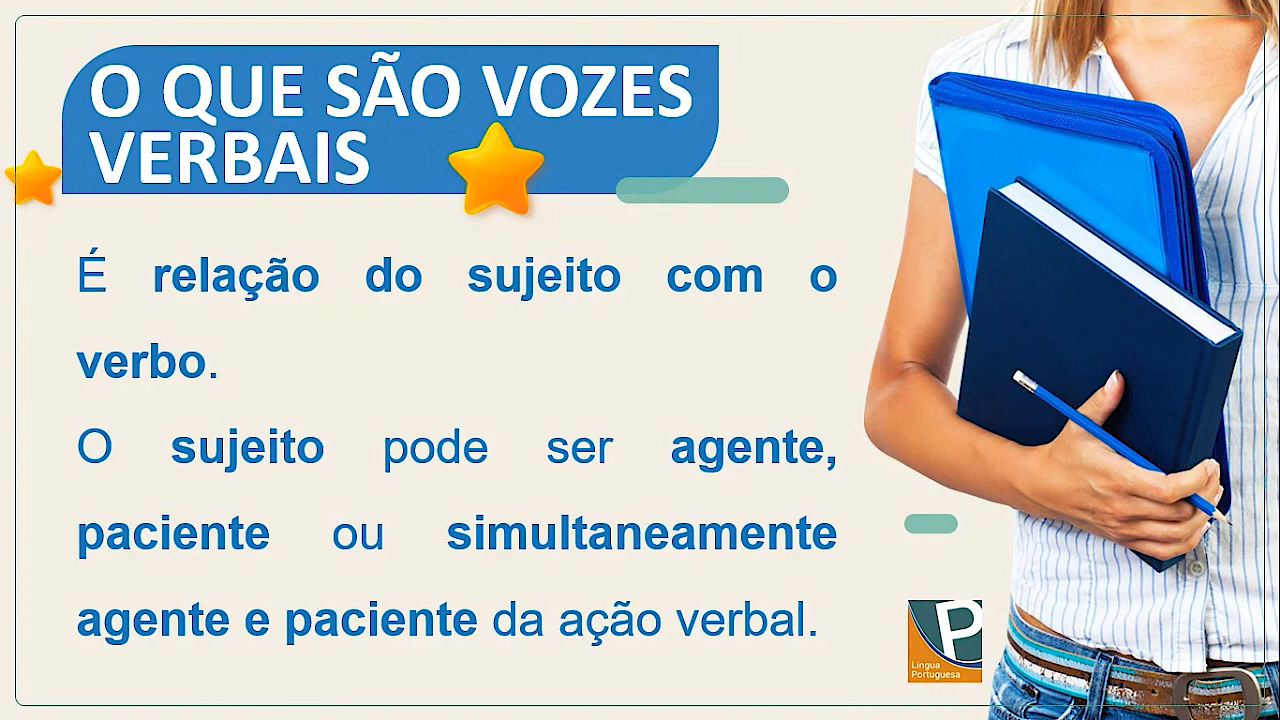 O QUE SÃO VOZES
VERBAIS
É relação do sujeito com o
verbo.
O sujeito pode ser agente,
paciente ou simultaneamente
agente e paciente da ação verbal.
P
Língua
Portuguesa